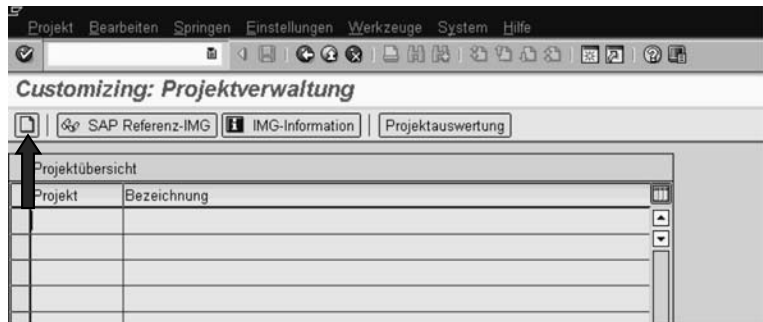 Projekt Bearbeiten Springen Einstellungen Werkzeuge System Hilfe
Customizing: Projektverwaltung
SAP Referenz-IMG IMG-Information Projektauswertung
Projektübersicht
Projekt Bezeichnung